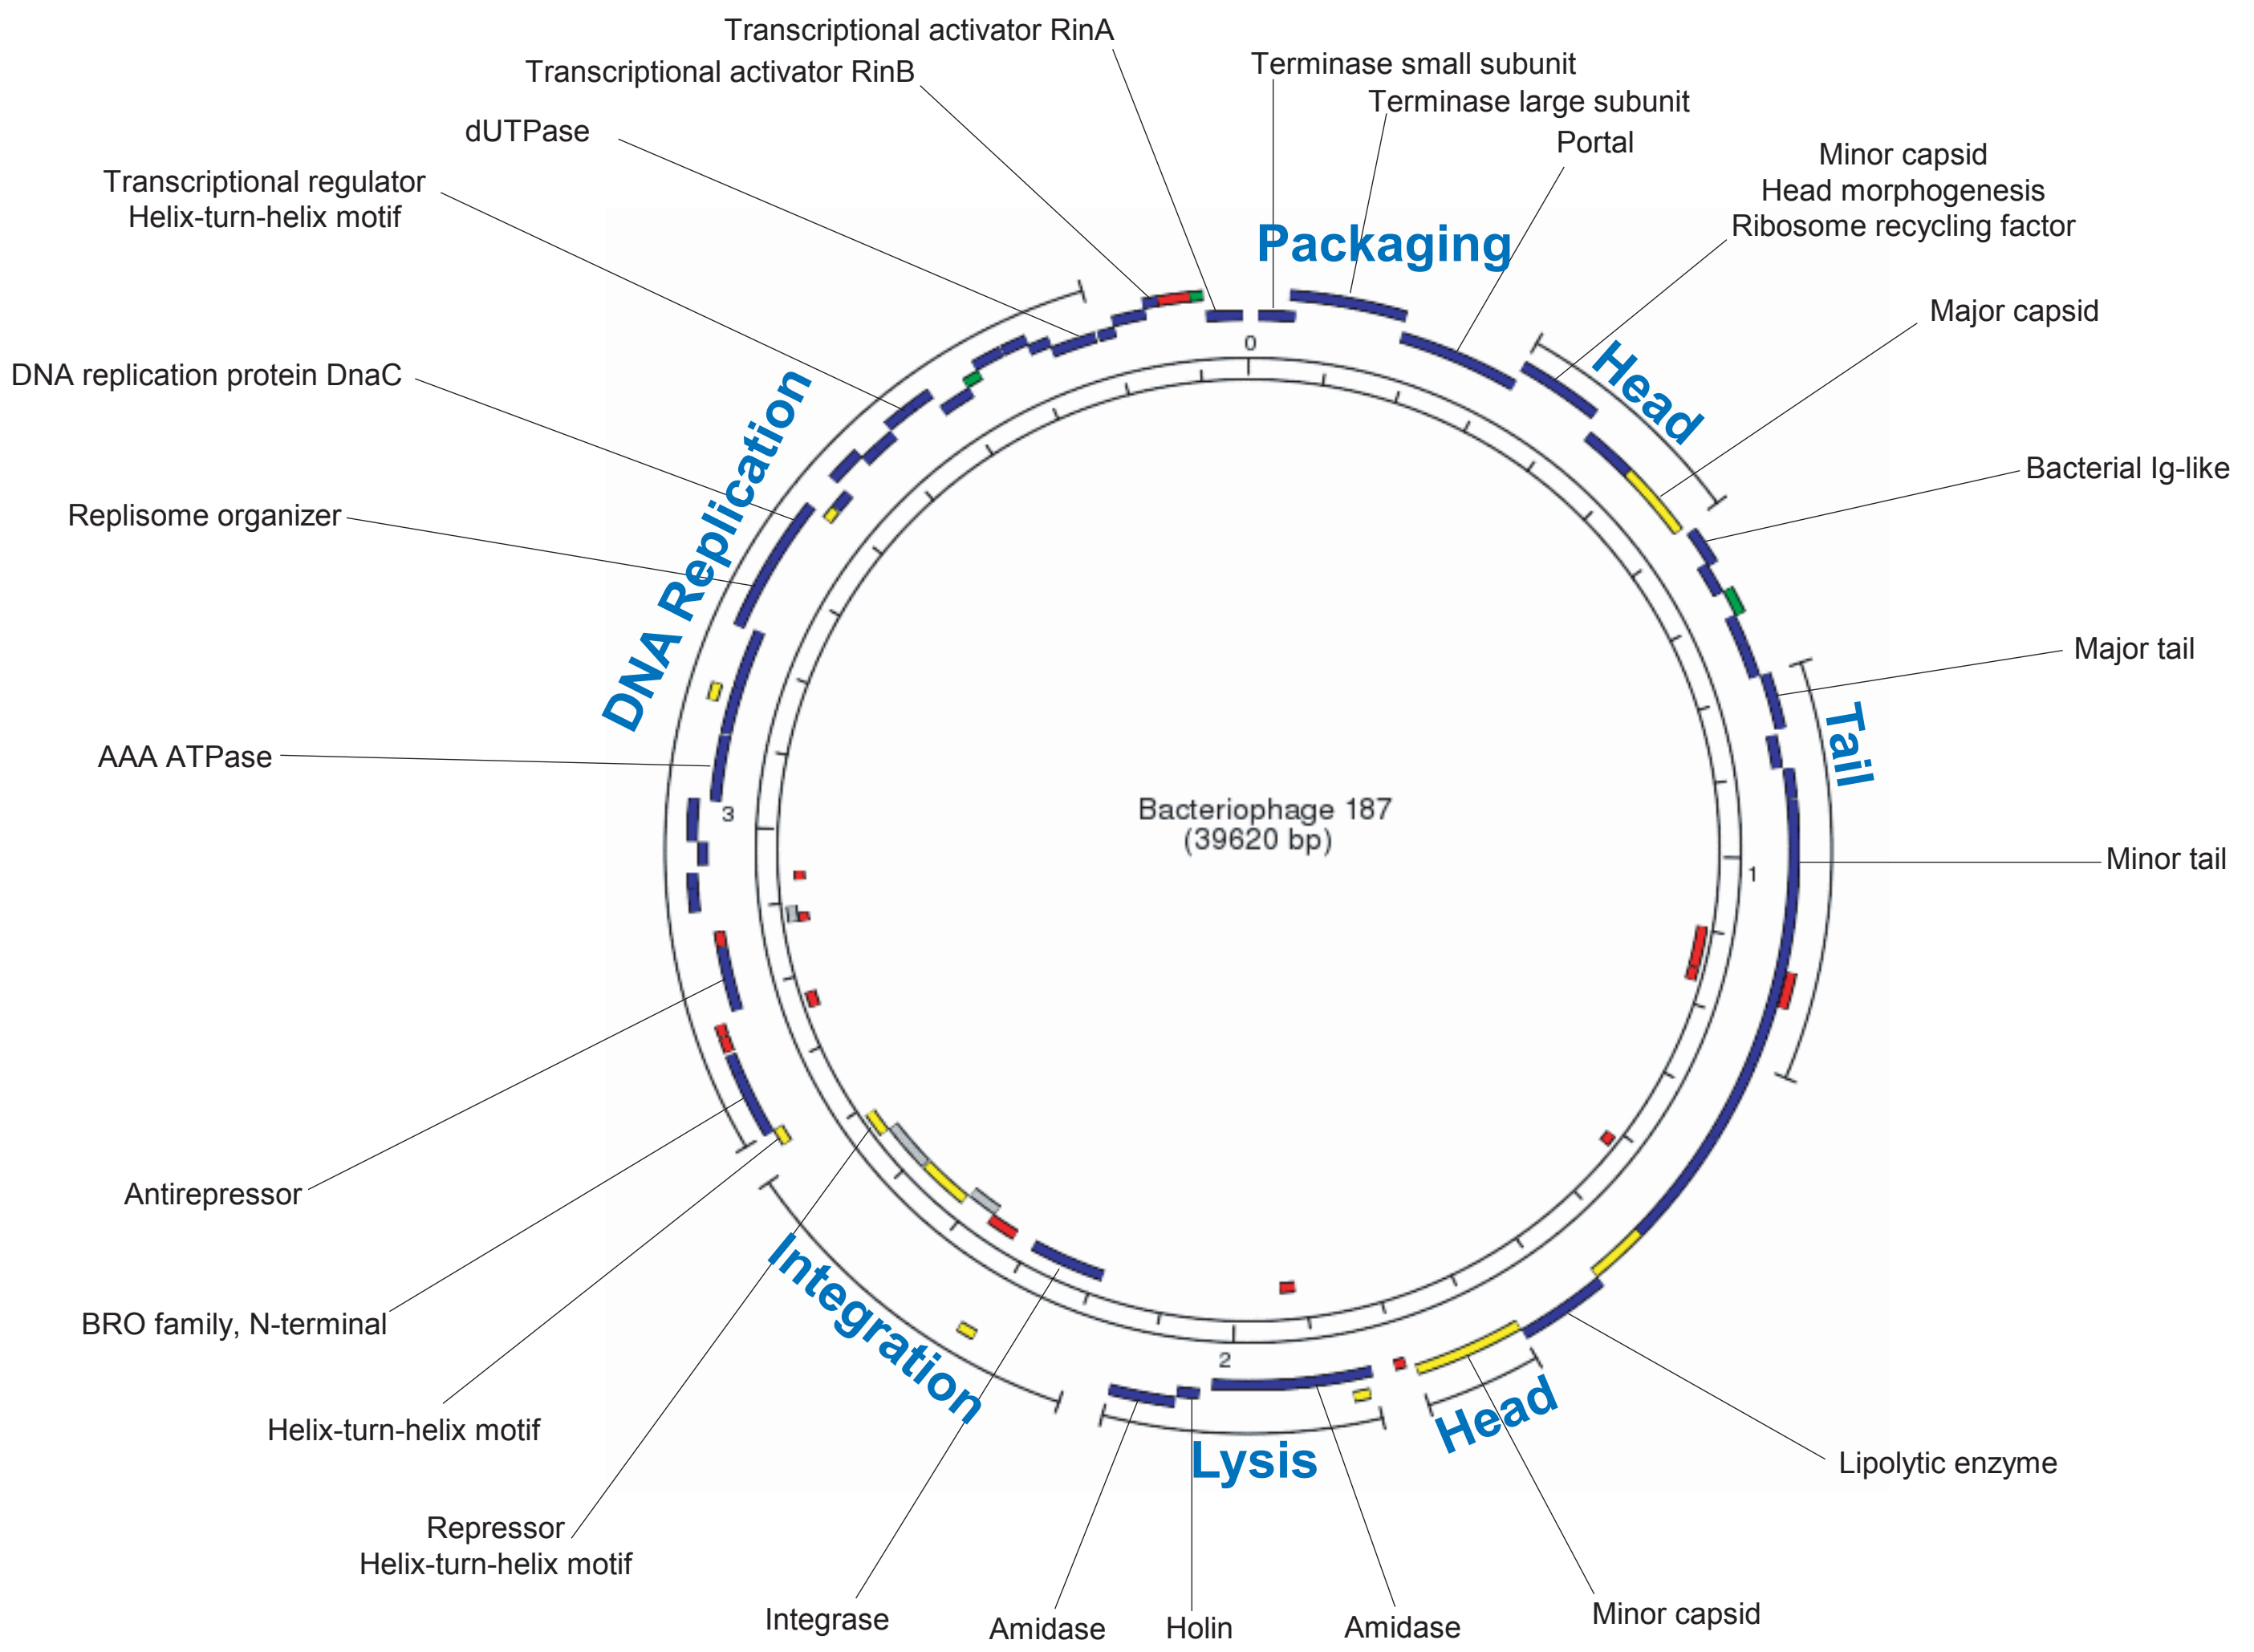 Transcriptional activator RinA
Transcriptional activator RinB
dUTPase
Transcriptional regulator
Helix-turn-helix motif
DNA replication protein DnaC
Replisome organizer
AAA ATPase
Antirepressor
BRO family, N-terminal
Helix-turn-helix motif
Repressor
Helix-turn-helix motif
Integrase
Amidase
Holin
Amidase
Minor capsid
Lipolytic enzyme
Minor tail
Major tail
Bacterial Ig-like
Major capsid
Minor capsid
Head morphogenesis
Ribosome recycling factor
Portal
Terminase large subunit
Terminase small subunit
Packaging
Head
Tail
Head
Lysis
Integration
DNA Replication
0
1
2
3
Bacteriophage 187
(39620 bp)